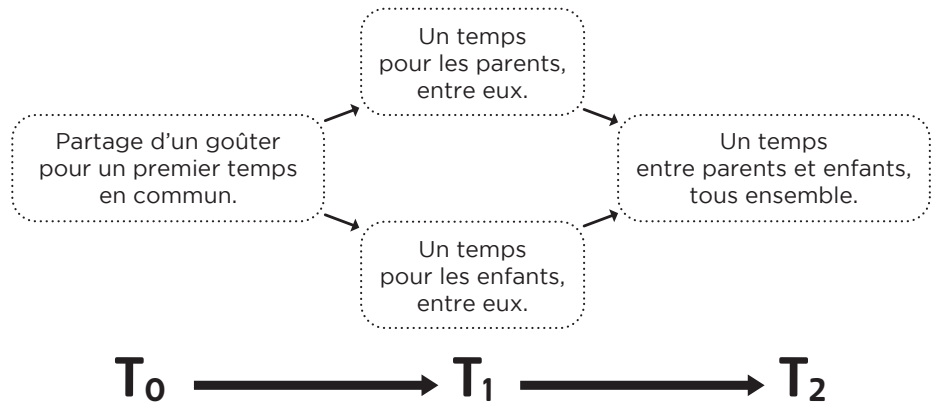 Un temps
pour les parents,
entre eux.
Partage d’un goûter
pour un premier temps
en commun.
Un temps
entre parents et enfants,
tous ensemble.
Un temps
pour les enfants,
entre eux.
T0
T1
T2